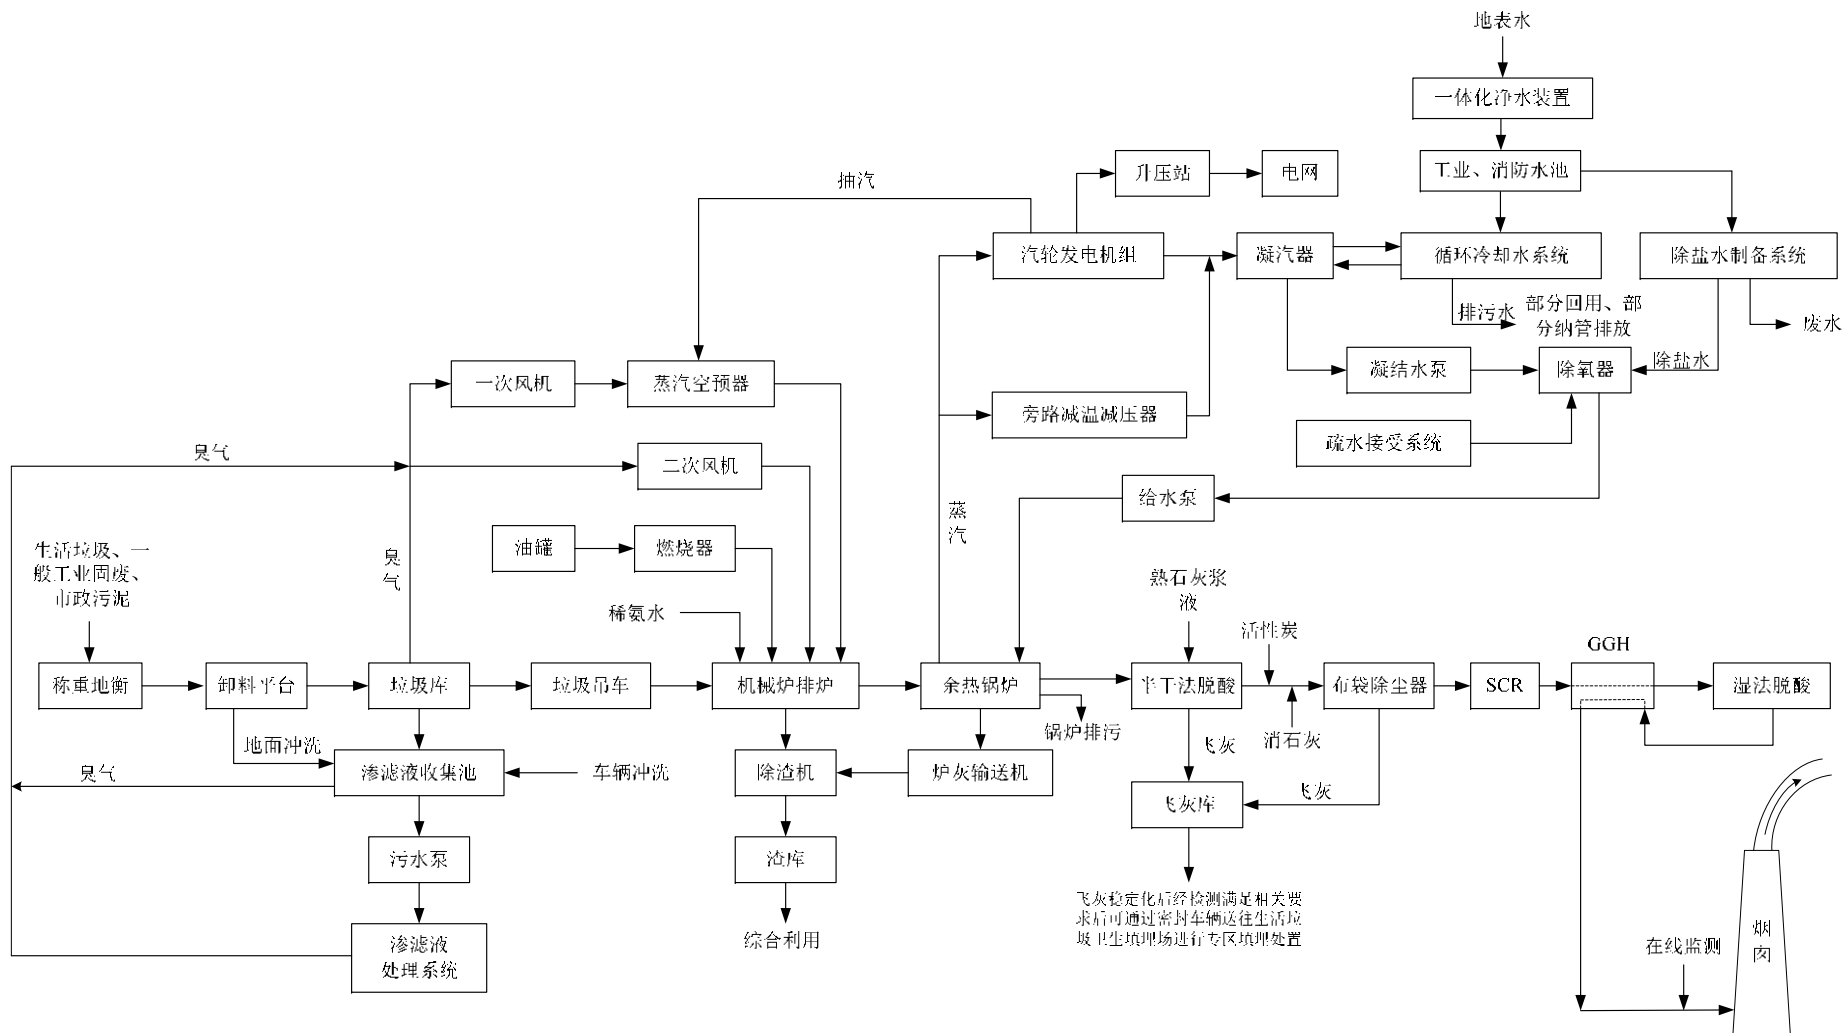 地表水
一体化净水装置
工业、消防水池
升压站
电网
抽汽
汽轮发电机组
凝汽器
循环冷却水系统
除盐水制备系统
排污水
部分回用、部
分纳管排放
废水
一次风机
蒸汽空预器
凝结水泵
除氧器
除盐水
旁路减温减压器
疏水接受系统
臭气
二次风机
给水泵
蒸
汽
生活垃圾、一
般工业固废、
市政污泥
油罐
燃烧器
臭
气
稀氨水
熟石灰浆
液
活性炭
GGH
称重地衡
卸料平台
垃圾库
垃圾吊车
机械炉排炉
余热锅炉
半干法脱酸
布袋除尘器
SCR
湿法脱酸
地面冲洗
锅炉排污
飞灰
消石灰
臭气
渗滤液收集池
车辆冲洗
除渣机
炉灰输送机
飞灰库
飞灰
污水泵
渣库
飞灰稳定化后经检测满足相关要
求后可通过密封车辆送往生活垃
圾卫生填埋场进行专区填埋处置
渗滤液
处理系统
综合利用
在线监测
烟
囱